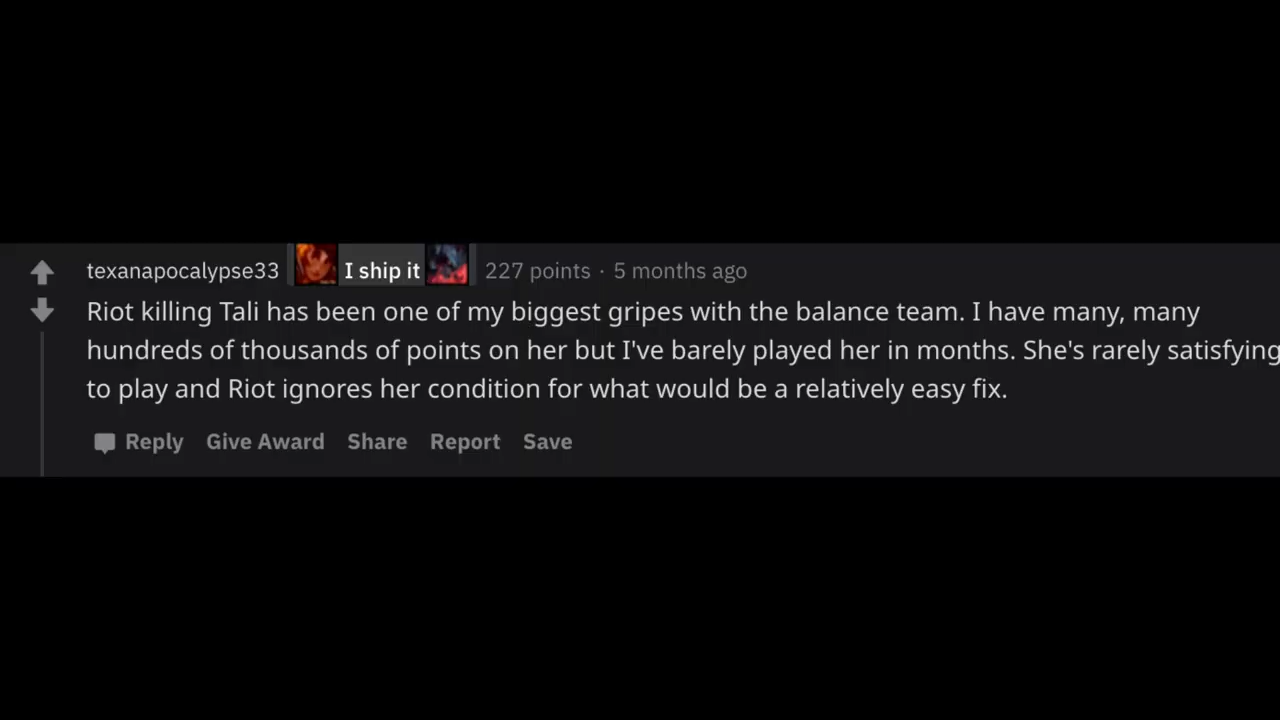 texanapocalypse33 I ship it 227 points · 5 months ago
Riot killing Tali has been one of my biggest gripes with the balance team. I have many, many
hundreds of thousands of points on her but I've barely played her in months. She's rarely satisfying
to play and Riot ignores her condition for what would be a relatively easy fix.
Reply Give Award Share Report Save